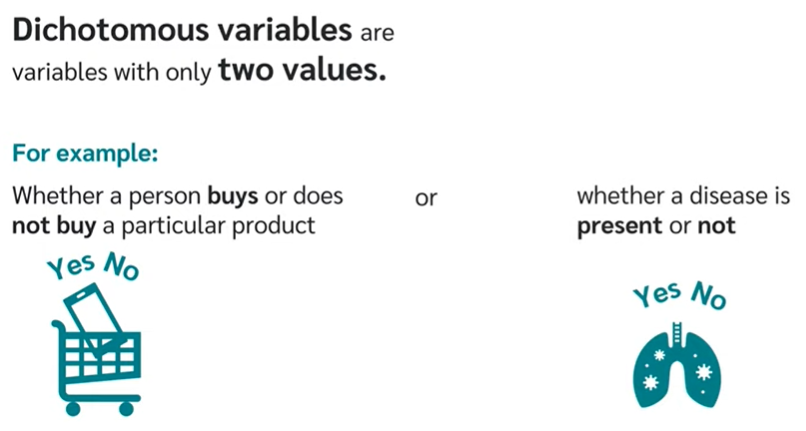 Dichotomous variables are
variables with only two values.
For example:
Whether a person buys or does
not buy a particular product
or
whether a disease is
present or not
Yes No
Yes No